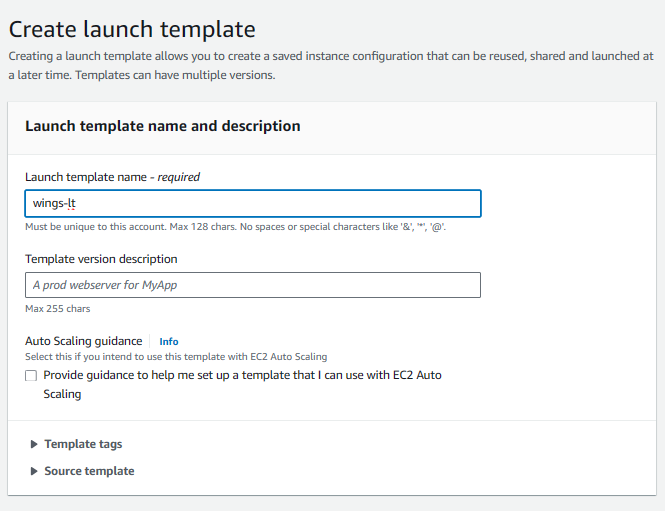 Create launch template
Creating a launch template allows you to create a saved instance configuration that can be reused, shared and launched at
a later time. Templates can have multiple versions.
Launch template name and description
Launch template name - required
wings-lt
Must be unique to this account. Max 128 chars. No spaces or special characters like '&', '*', '@'.
Template version description
A prod webserver for MyApp
Max 255 chars
Auto Scaling guidance Info
Select this if you intend to use this template with EC2 Auto Scaling
Provide guidance to help me set up a template that I can use with EC2 Auto
Scaling
Template tags
Source template